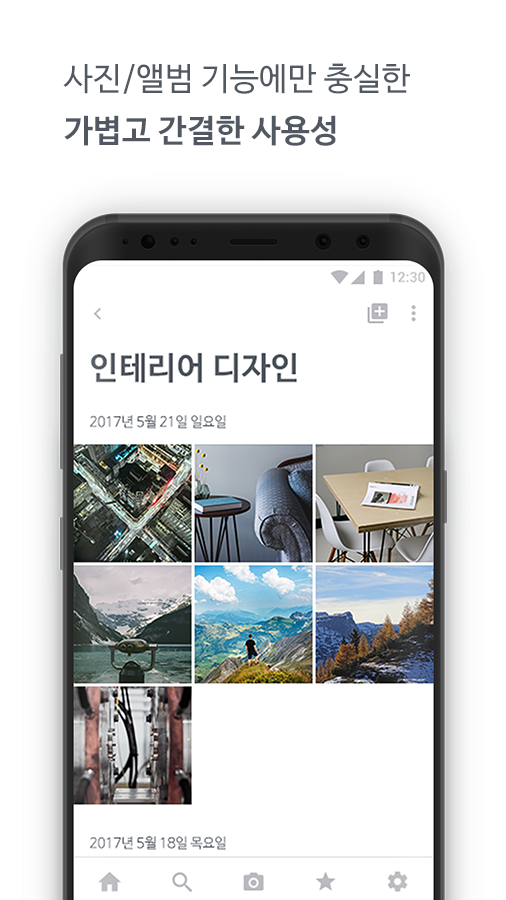 사진/앨범 기능에만 충실한
가볍고 간결한 사용성
12:30
인테리어 디자인
2017년 5월 21일 일요일
2017년 5월 18일 목요일